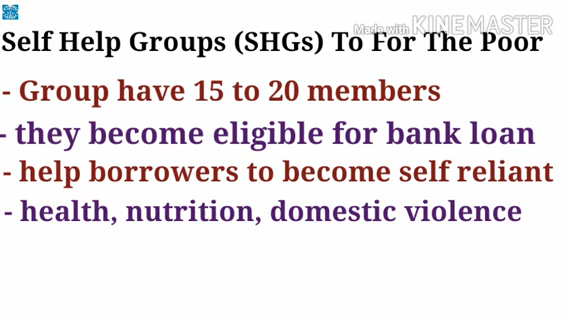 Made with KINEMASTER
Self Help Groups (SHGs) To For The Poor
- Group have 15 to 20 members
- they become eligible for bank loan
- help borrowers to become self reliant
- health, nutrition, domestic violence